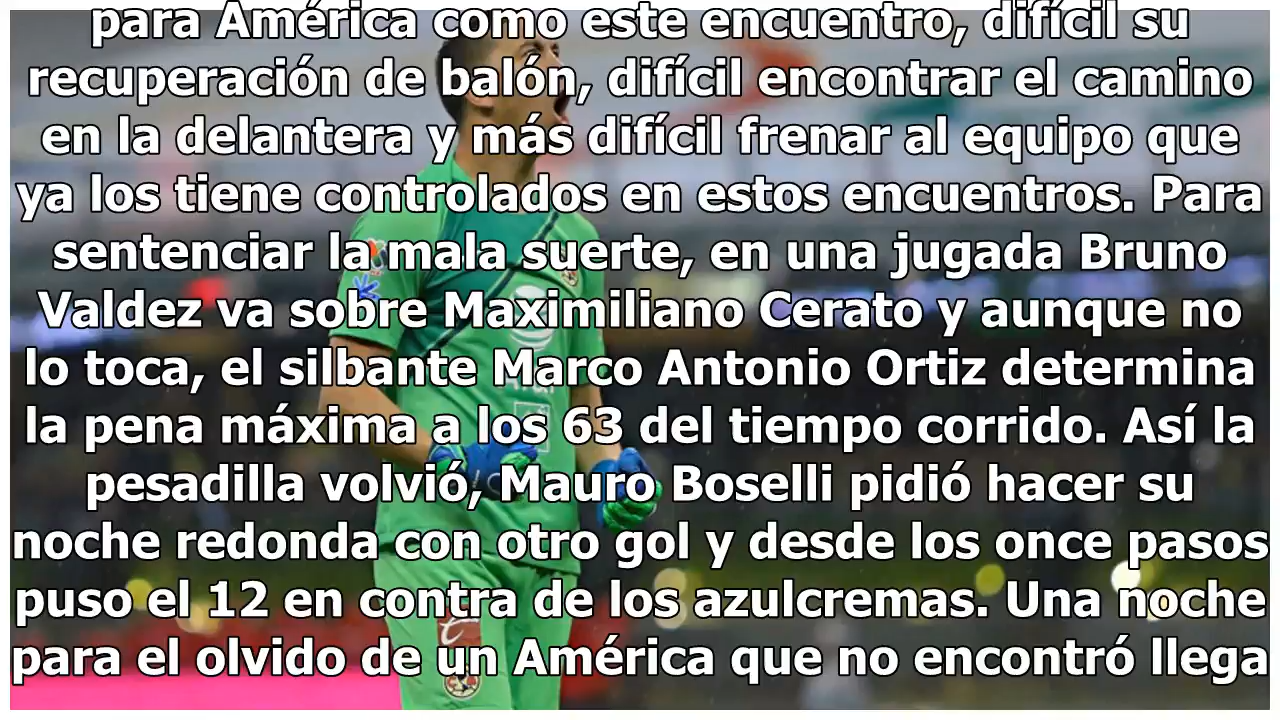 para América como este encuentro, difícil su
recuperación de balón, difícil encontrar el camino
en la delantera y más difícil frenar al equipo que
ya los tiene controlados en estos encuentros. Para
sentenciar la mala suerte, en una jugada Bruno
Valdez va sobre Maximiliano Cerato y aunque no
lo toca, el silbante Marco Antonio Ortiz determina
la pena máxima a los 63 del tiempo corrido. Así la
pesadilla volvió, Mauro Boselli pidió hacer su
noche redonda con otro gol y desde los once pasos
puso el 12 en contra de los azulcremas. Una noche
para el olvido de un América que no encontró llega